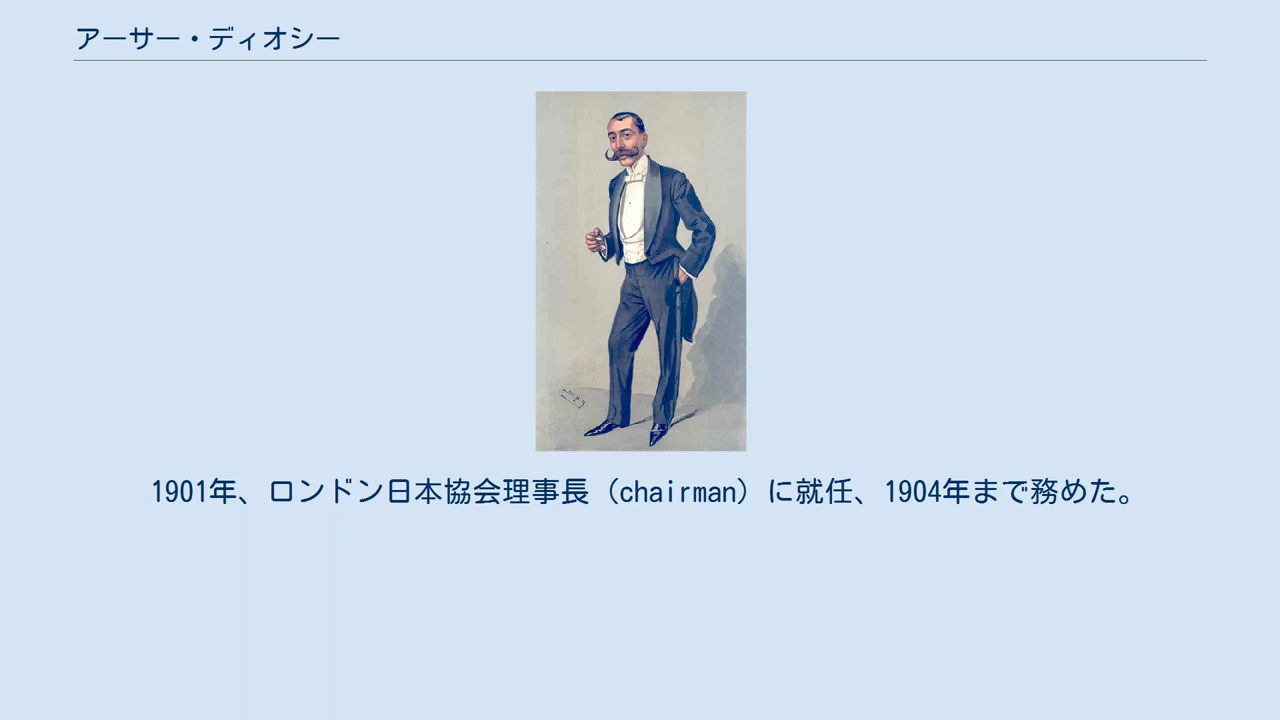 アーサー・ディオシー
1901年、ロンドン日本協会理事長（chairman）に就任、1904年まで務めた。